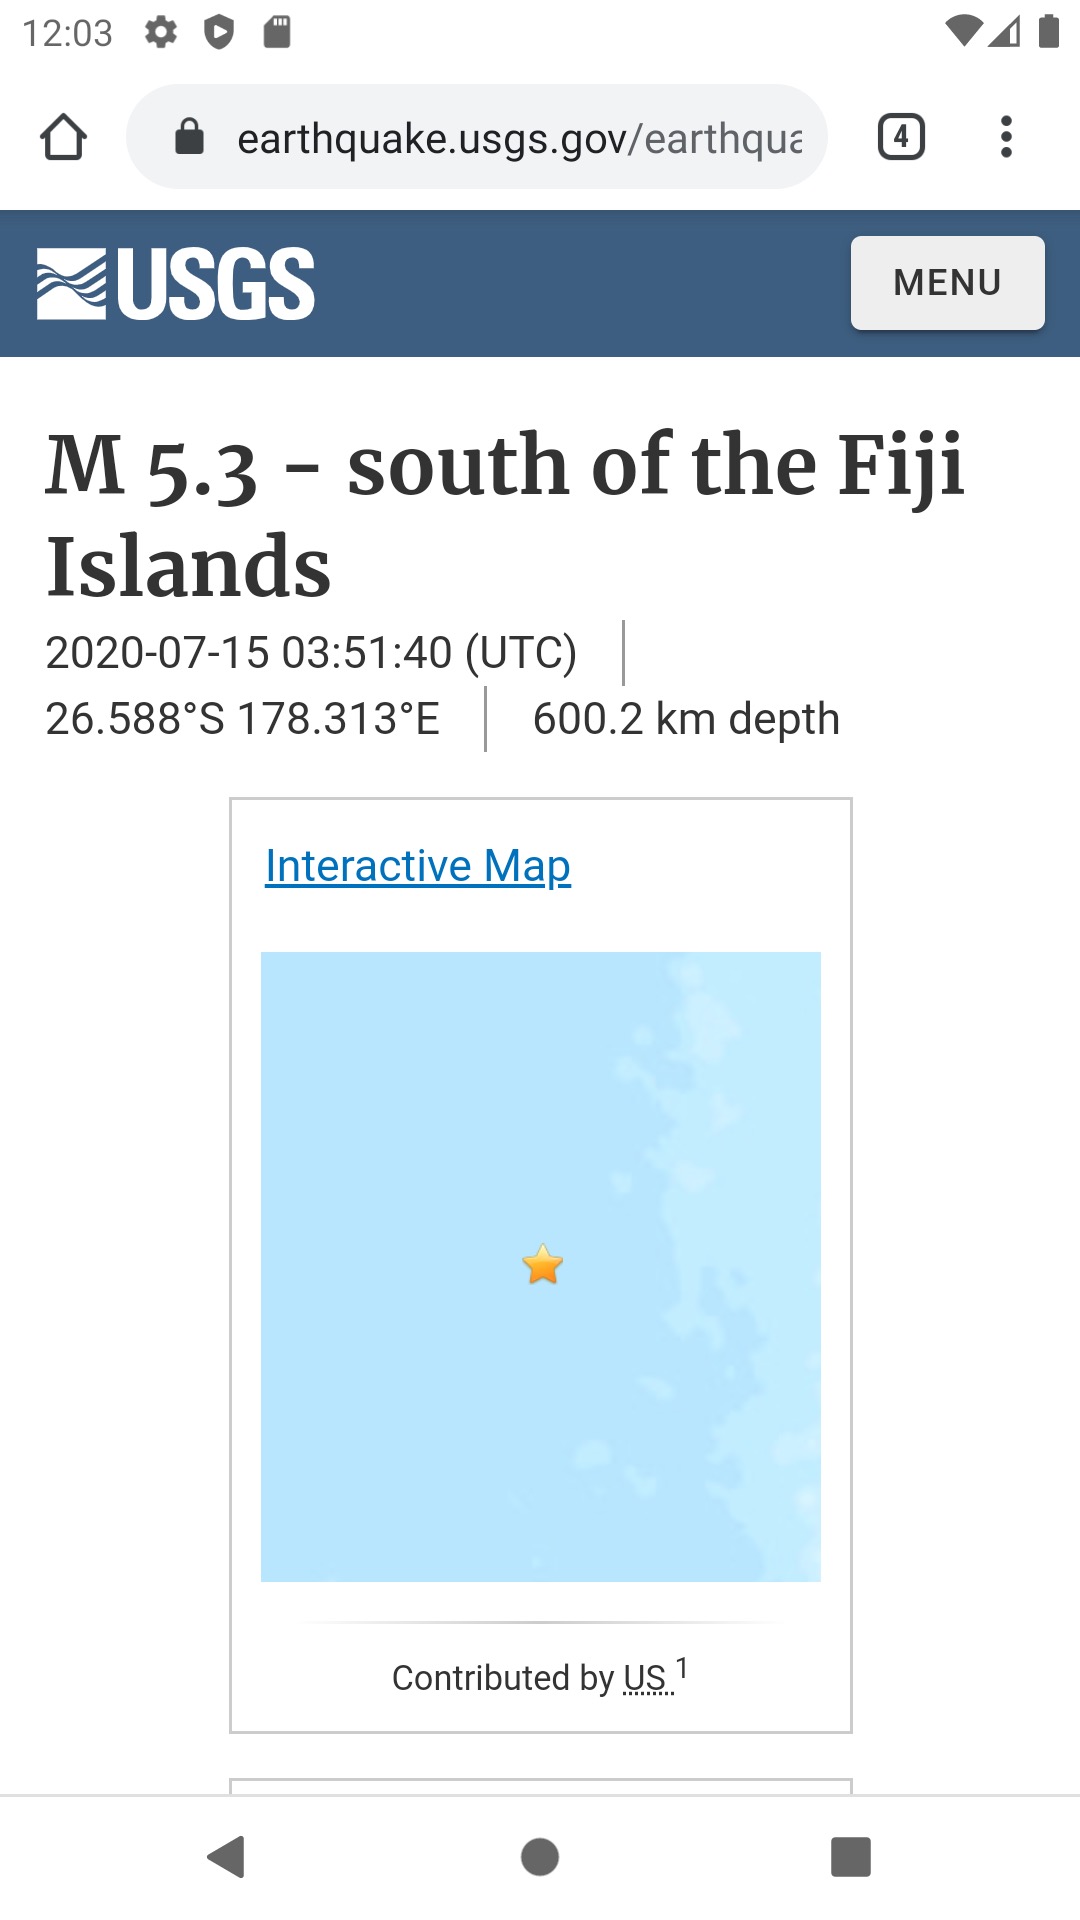 12:03
earthquake.usgs.gov/earthqua
4
USGS
MENU
M 5.3 - south of the Fiji
Islands
2020-07-15 03:51:40 (UTC)
26.588°S 178.313°E
600.2 km depth
Interactive Map
Contributed by US 1